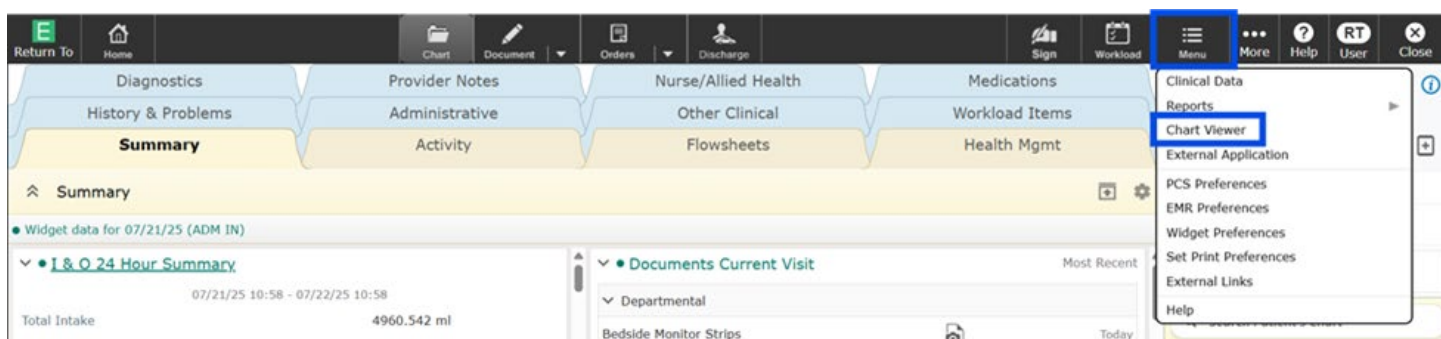 E
Return To
Home
Chart
Document
Orders
Discharge
Sign
Workload
Menu
More
? Help
RT User
Close
Diagnostics
Provider Notes
Nurse/Allied Health
Medications
History & Problems
Administrative
Other Clinical
Workload Items
Summary
Activity
Flowsheets
Health Mgmt
Clinical Data
Reports
Chart Viewer
External Application
PCS Preferences
EMR Preferences
Widget Preferences
Set Print Preferences
External Links
Help
Summary
Widget data for 07/21/25 (ADM IN)
I & O 24 Hour Summary
07/21/25 10:58 - 07/22/25 10:58
Total Intake 4960.542 ml
Documents Current Visit
Most Recent
Departmental
Bedside Monitor Strips
Today